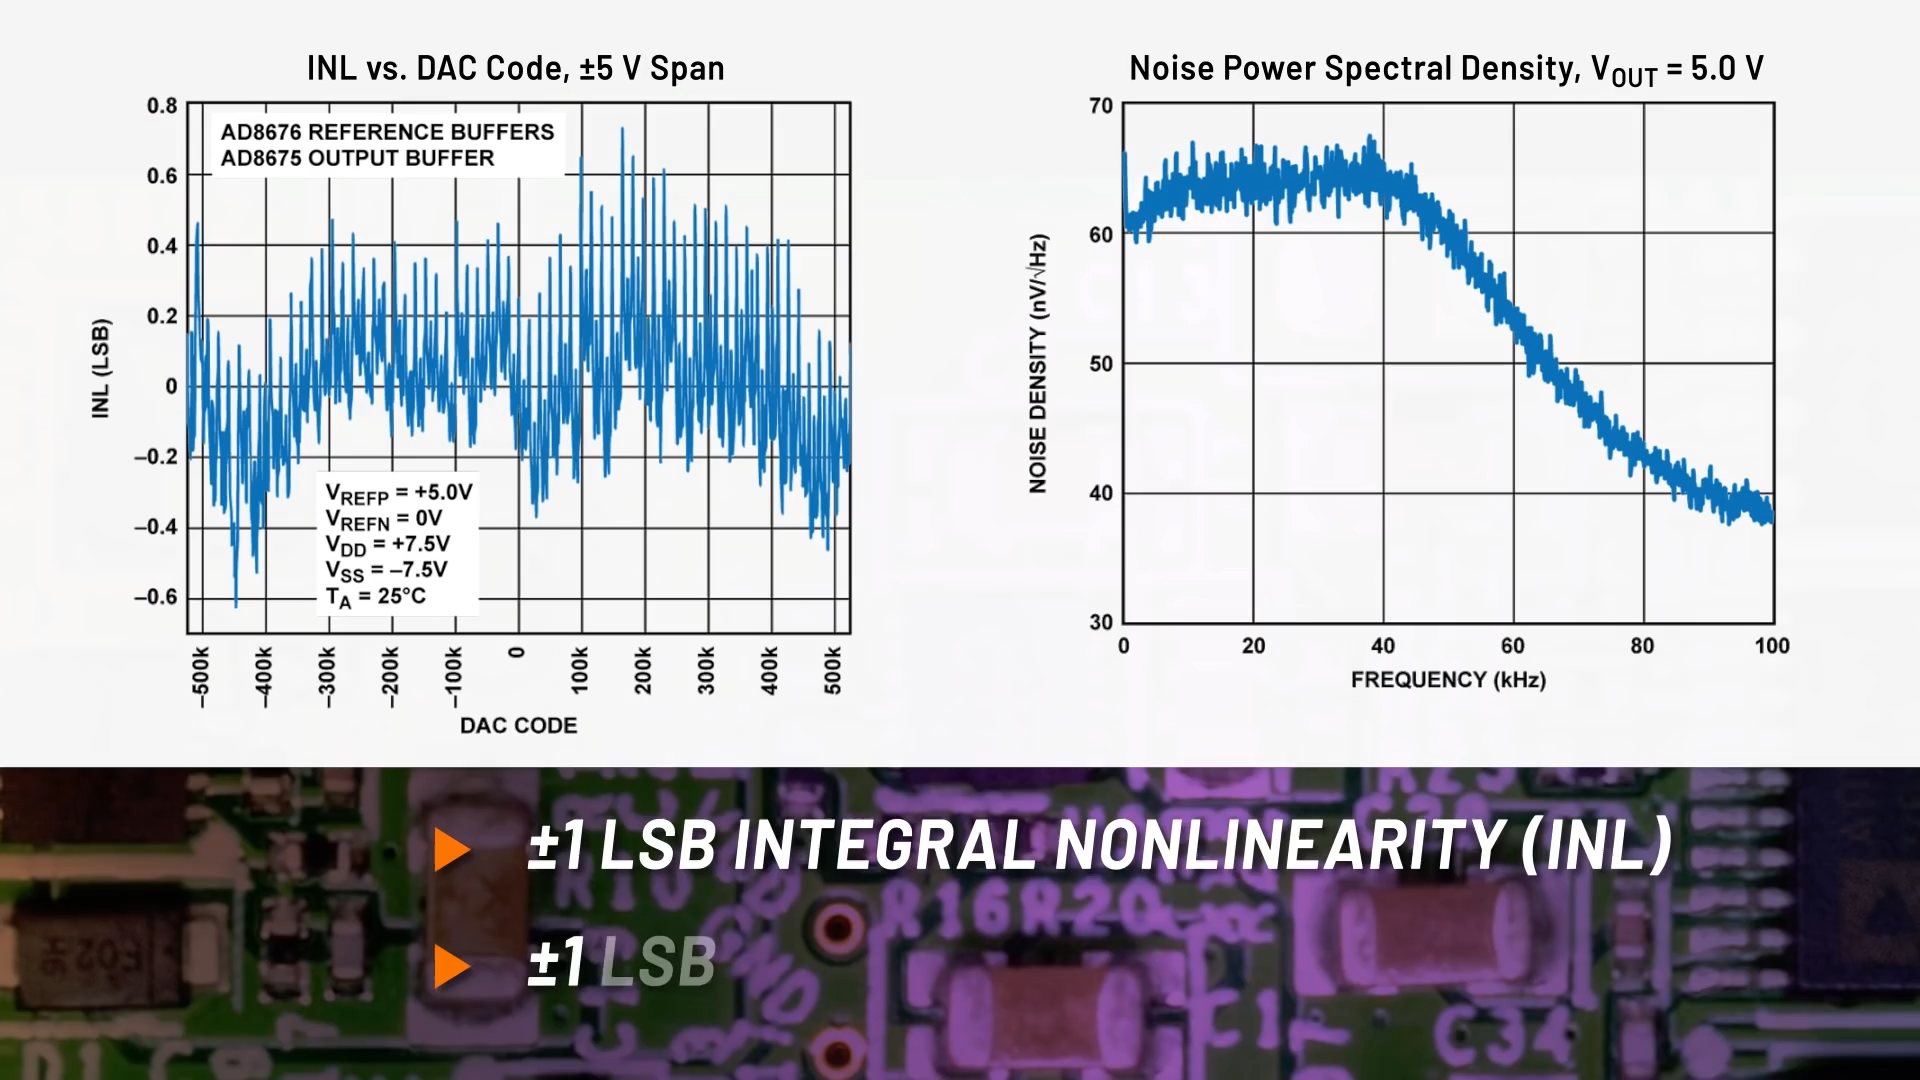 INL vs. DAC Code, ±5 V Span
0.8
0.6
0.4
0.2
0
–0.2
–0.4
–0.6
INL (LSB)
AD8676 REFERENCE BUFFERS
AD8675 OUTPUT BUFFER
VREFP = +5.0V
VREFN = 0V
VDD = +7.5V
VSS = –7.5V
TA = 25°C
–500k –400k –300k –200k –100k 0 100k 200k 300k 400k 500k
DAC CODE
Noise Power Spectral Density, VOUT = 5.0 V
70
60
50
40
30
NOISE DENSITY (nV/√Hz)
0 20 40 60 80 100
FREQUENCY (kHz)
±1 LSB INTEGRAL NONLINEARITY (INL)
±1 LSB
R16 R20
C34